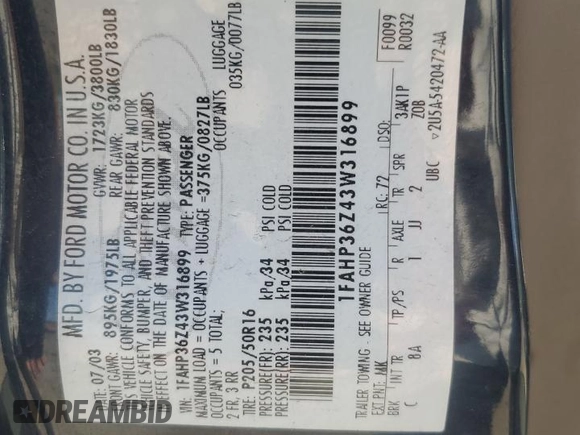 MFD. BY FORD MOTOR CO. IN U.S.A.
DATE: 07/03 GVWR: 1723KG/3800LB
FRONT GAWR: 895KG/1975LB REAR GAWR: 830KG/1830LB
THIS VEHICLE CONFORMS TO ALL APPLICABLE FEDERAL MOTOR
VEHICLE SAFETY, BUMPER, AND THEFT PREVENTION STANDARDS
IN EFFECT ON THE DATE OF MANUFACTURE SHOWN ABOVE.
VIN: 1FAHP36Z43W316899 TYPE: PASSENGER
MAXIMUM LOAD = OCCUPANTS + LUGGAGE =375KG/0827LB
OCCUPANTS = 5 TOTAL; OCCUPANTS LUGGAGE
2 FR, 3 RR 035KG/0077LB
TIRE: P205/50R16
PRESSURE(FR): 235 kPa/34 PSI COLD
PRESSURE(RR): 235 kPa/34 PSI COLD
1FAHP36Z43W316899
F0099
R0032
TRAILER TOWING - SEE OWNER GUIDE
EXT PNT: MK RC: 72 DSO:
BRK INT TR TP/PS R AXLE TR SPR 3AK1P
C 8A 1 JJ 2 ZOB
UBC ▽2U5A-5420472-AA
DREAMBID